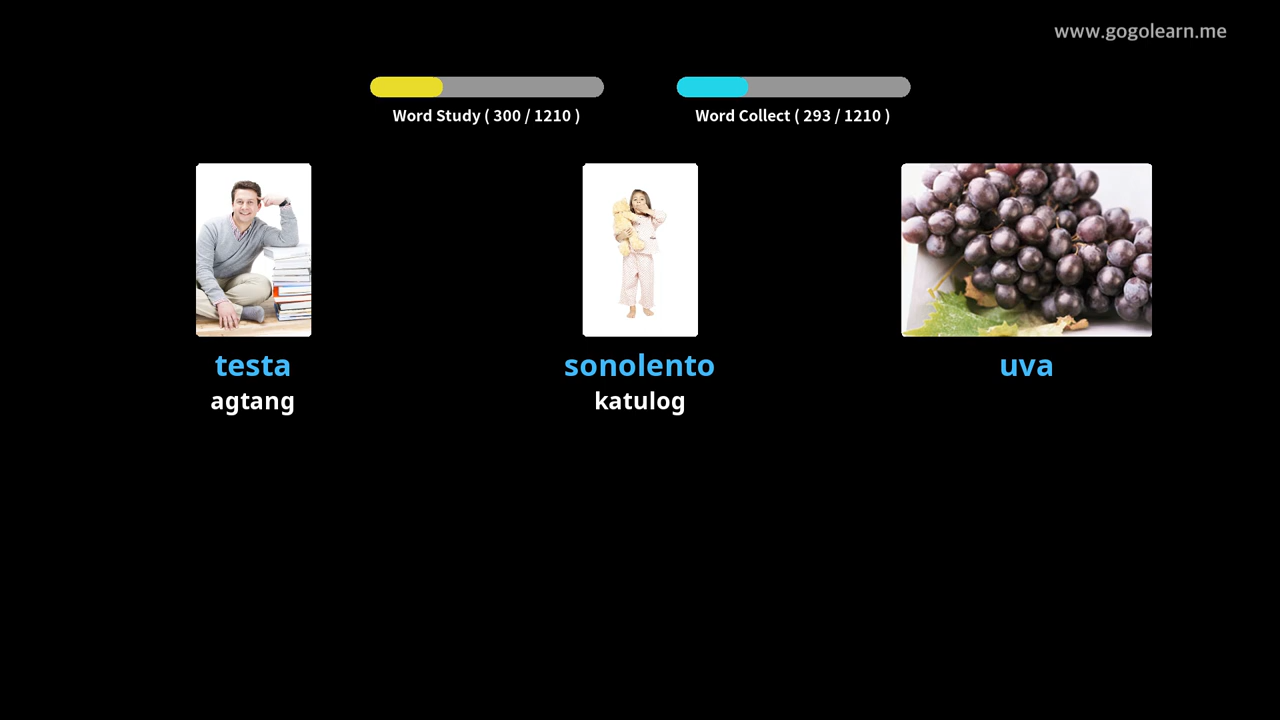 www.gogolearn.me
Word Study ( 300 / 1210 )
Word Collect ( 293 / 1210 )
testa
agtang
sonolento
katulog
uva